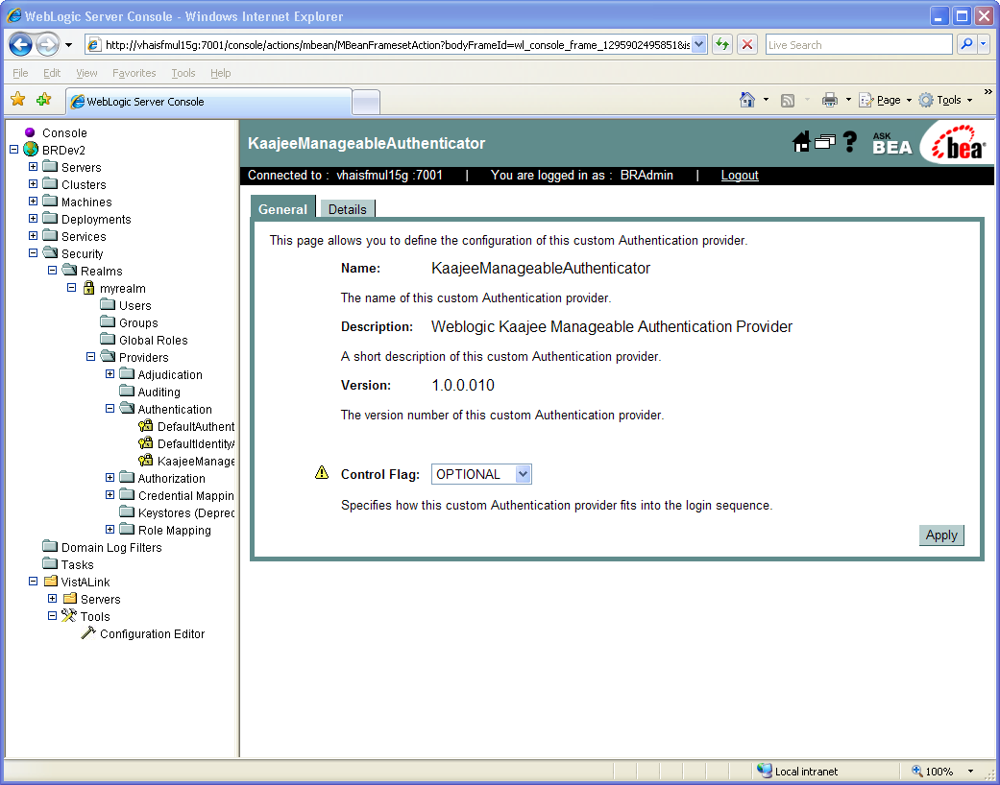 WebLogic Server Console - Windows Internet Explorer
http://vhaisfmul15g:7001/console/actions/mbean/MBeanFramesetAction?bodyFrameId=wl_console_frame_1295902495851&is
Live Search
File Edit View Favorites Tools Help
WebLogic Server Console
Page Tools »
Console
BRDev2
Servers
Clusters
Machines
Deployments
Services
Security
Realms
myrealm
Users
Groups
Global Roles
Providers
Adjudication
Auditing
Authentication
DefaultAuthent
DefaultIdentityA
KaajeeManage
Authorization
Credential Mappin
Keystores (Deprec
Role Mapping
Domain Log Filters
Tasks
VistALink
Servers
Tools
Configuration Editor
KaajeeManageableAuthenticator
? ASK BEA bea
Connected to : vhaisfmul15g :7001 | You are logged in as : BRAdmin | Logout
General Details
This page allows you to define the configuration of this custom Authentication provider.
Name: KaajeeManageableAuthenticator
The name of this custom Authentication provider.
Description: Weblogic Kaajee Manageable Authentication Provider
A short description of this custom Authentication provider.
Version: 1.0.0.010
The version number of this custom Authentication provider.
Control Flag: OPTIONAL
Specifies how this custom Authentication provider fits into the login sequence.
Apply
Local intranet 100%